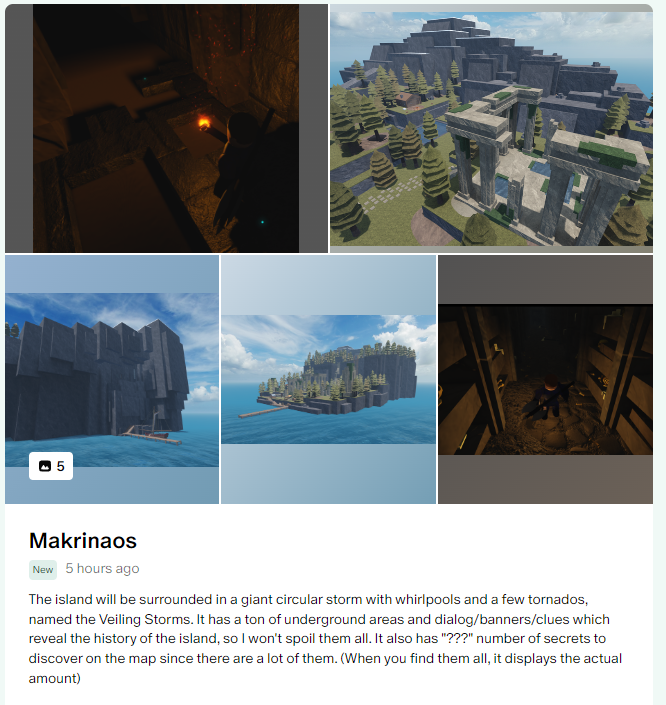 5
Makrinaos
New 5 hours ago
The island will be surrounded in a giant circular storm with whirlpools and a few tornados,
named the Veiling Storms. It has a ton of underground areas and dialog/banners/clues which
reveal the history of the island, so I won't spoil them all. It also has "???" number of secrets to
discover on the map since there are a lot of them. (When you find them all, it displays the actual
amount)